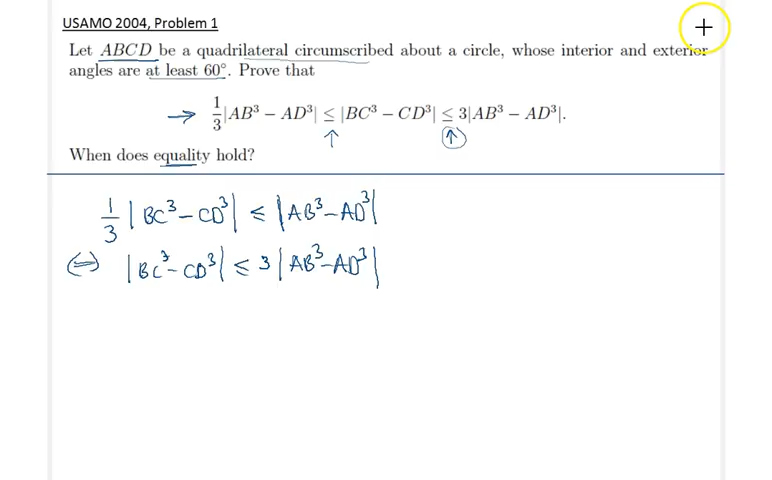 USAMO 2004, Problem 1
Let ABCD be a quadrilateral circumscribed about a circle, whose interior and exterior
angles are at least 60°. Prove that
→ 1/3|AB³ − AD³| ≤ |BC³ − CD³| ≤ 3|AB³ − AD³|.
↑ ↑
When does equality hold?
1/3 |BC³ − CD³| ≤ |AB³ − AD³|
⇔ |BC³ − CD³| ≤ 3 |AB³ − AD³|